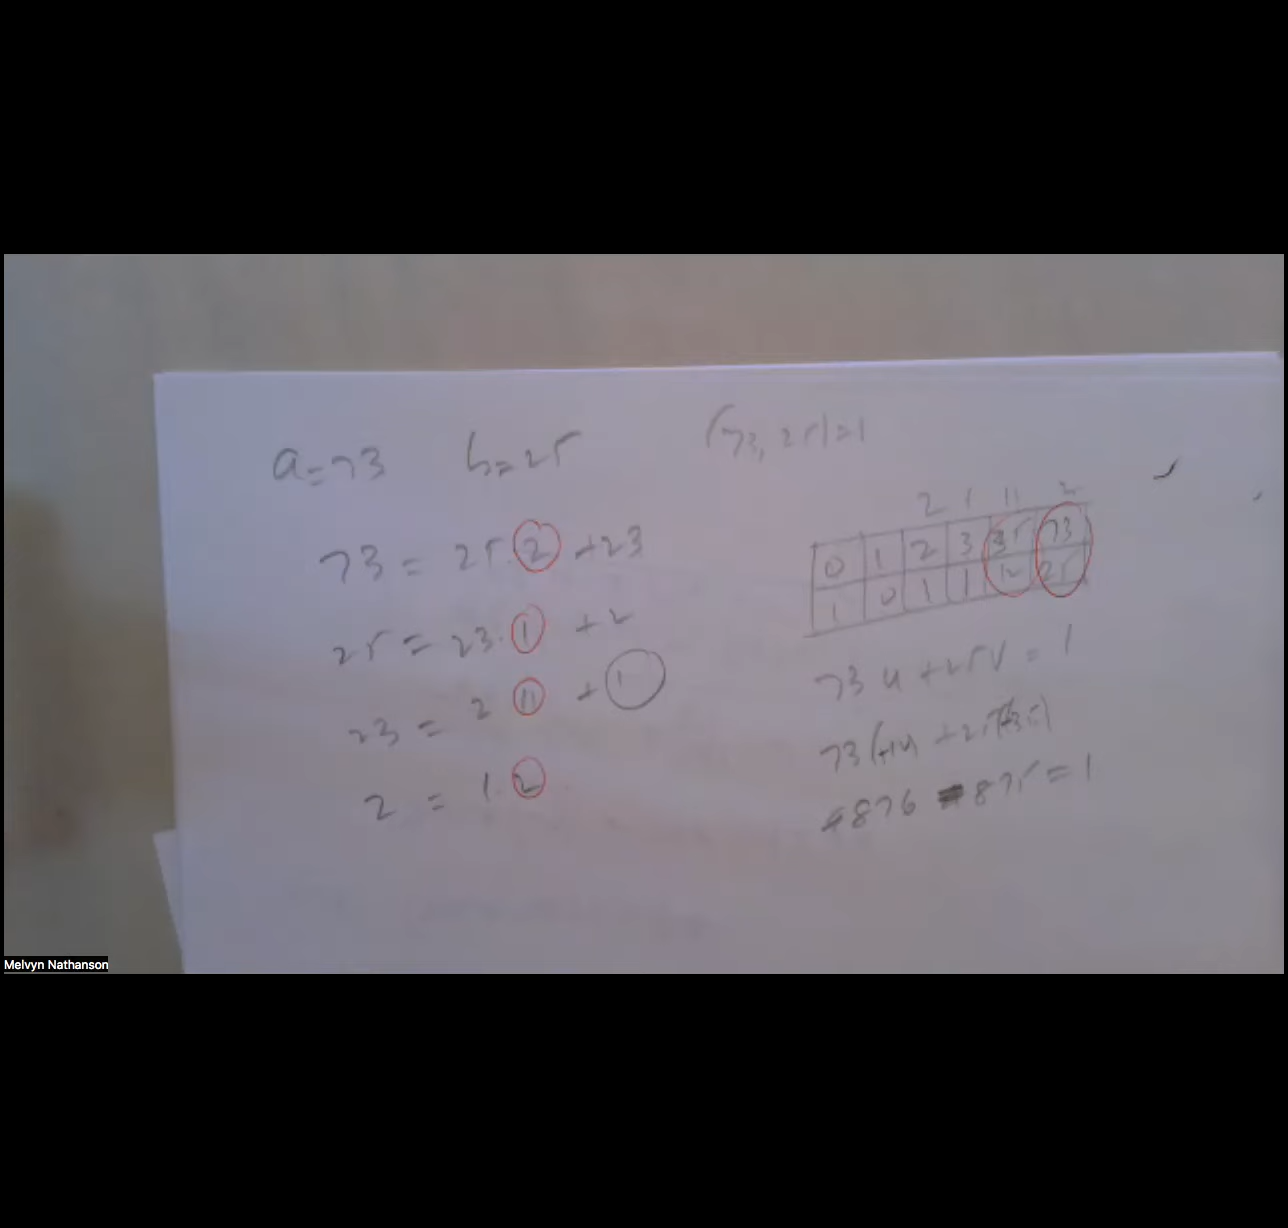 a=73 b=25 (73, 25)=1
73 = 25·2 +23
25 = 23·1 +2
23 = 2 11 +1
2 = 1·2
2 1 11 2
0 1 2 3 35 73
1 0 1 1 12 25
73u+25v=1
876 -875=1
Melvyn Nathanson